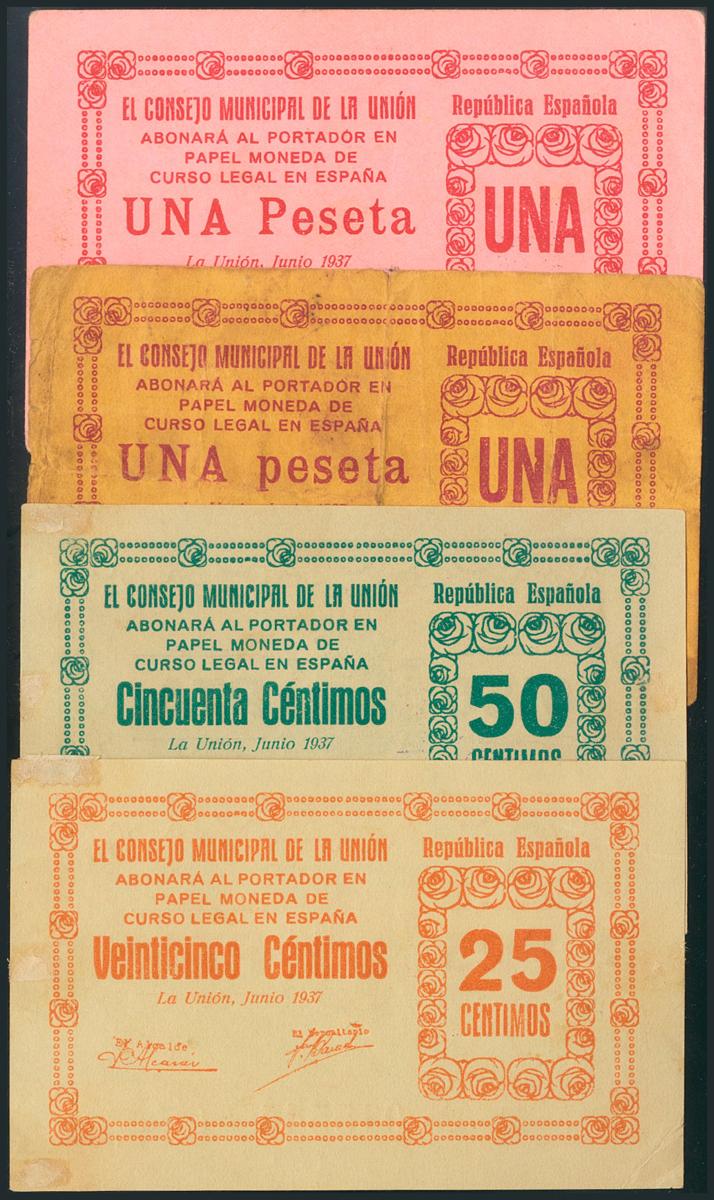 EL CONSEJO MUNICIPAL DE LA UNIÓN
ABONARÁ AL PORTADOR EN
PAPEL MONEDA DE
CURSO LEGAL EN ESPAÑA
UNA Peseta
La Unión, Junio 1937
República Española
UNA
EL CONSEJO MUNICIPAL DE LA UNIÓN
ABONARÁ AL PORTADOR EN
PAPEL MONEDA DE
CURSO LEGAL EN ESPAÑA
UNA peseta
República Española
UNA
EL CONSEJO MUNICIPAL DE LA UNIÓN
ABONARÁ AL PORTADOR EN
PAPEL MONEDA DE
CURSO LEGAL EN ESPAÑA
Cincuenta Céntimos
La Unión, Junio 1937
República Española
50
CENTIMOS
EL CONSEJO MUNICIPAL DE LA UNIÓN
ABONARÁ AL PORTADOR EN
PAPEL MONEDA DE
CURSO LEGAL EN ESPAÑA
Veinticinco Céntimos
La Unión, Junio 1937
El Alcalde
El Depositario
República Española
25
CENTIMOS